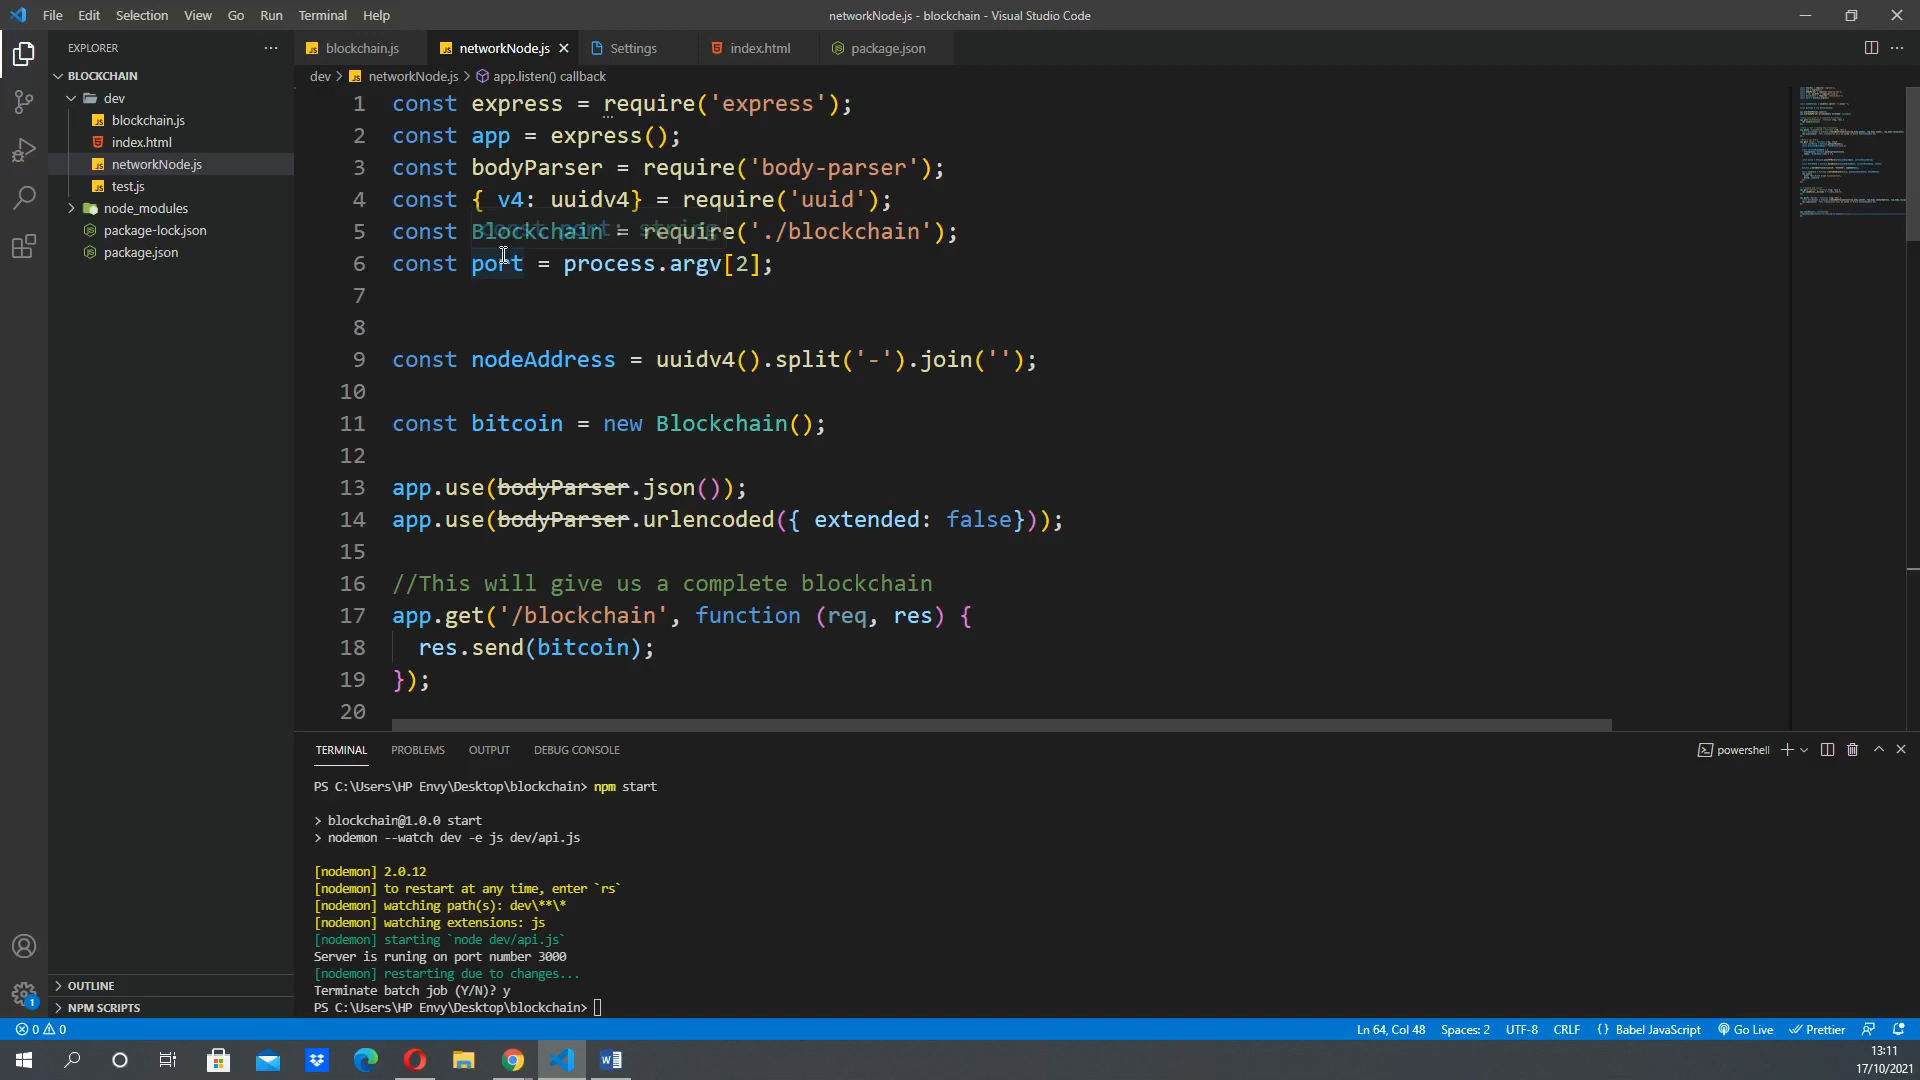 File Edit Selection View Go Run Terminal Help
networkNode.js - blockchain - Visual Studio Code
EXPLORER
BLOCKCHAIN
dev
blockchain.js
index.html
networkNode.js
test.js
node_modules
package-lock.json
package.json
OUTLINE
NPM SCRIPTS
blockchain.js networkNode.js Settings index.html package.json
dev > networkNode.js > app.listen() callback
1 const express = require('express');
2 const app = express();
3 const bodyParser = require('body-parser');
4 const { v4: uuidv4} = require('uuid');
5 const Blockchain = require('./blockchain');
6 const port = process.argv[2];
7
8
9 const nodeAddress = uuidv4().split('-').join('');
10
11 const bitcoin = new Blockchain();
12
13 app.use(bodyParser.json());
14 app.use(bodyParser.urlencoded({ extended: false}));
15
16 //This will give us a complete blockchain
17 app.get('/blockchain', function (req, res) {
18 res.send(bitcoin);
19 });
20
TERMINAL PROBLEMS OUTPUT DEBUG CONSOLE
powershell
PS C:\Users\HP Envy\Desktop\blockchain> npm start
> blockchain@1.0.0 start
> nodemon --watch dev -e js dev/api.js
[nodemon] 2.0.12
[nodemon] to restart at any time, enter `rs`
[nodemon] watching path(s): dev\**\*
[nodemon] watching extensions: js
[nodemon] starting `node dev/api.js`
Server is runing on port number 3000
[nodemon] restarting due to changes...
Terminate batch job (Y/N)? y
PS C:\Users\HP Envy\Desktop\blockchain>
1
0 0
Ln 64, Col 48 Spaces: 2 UTF-8 CRLF {} Babel JavaScript Go Live Prettier
13:11
17/10/2021